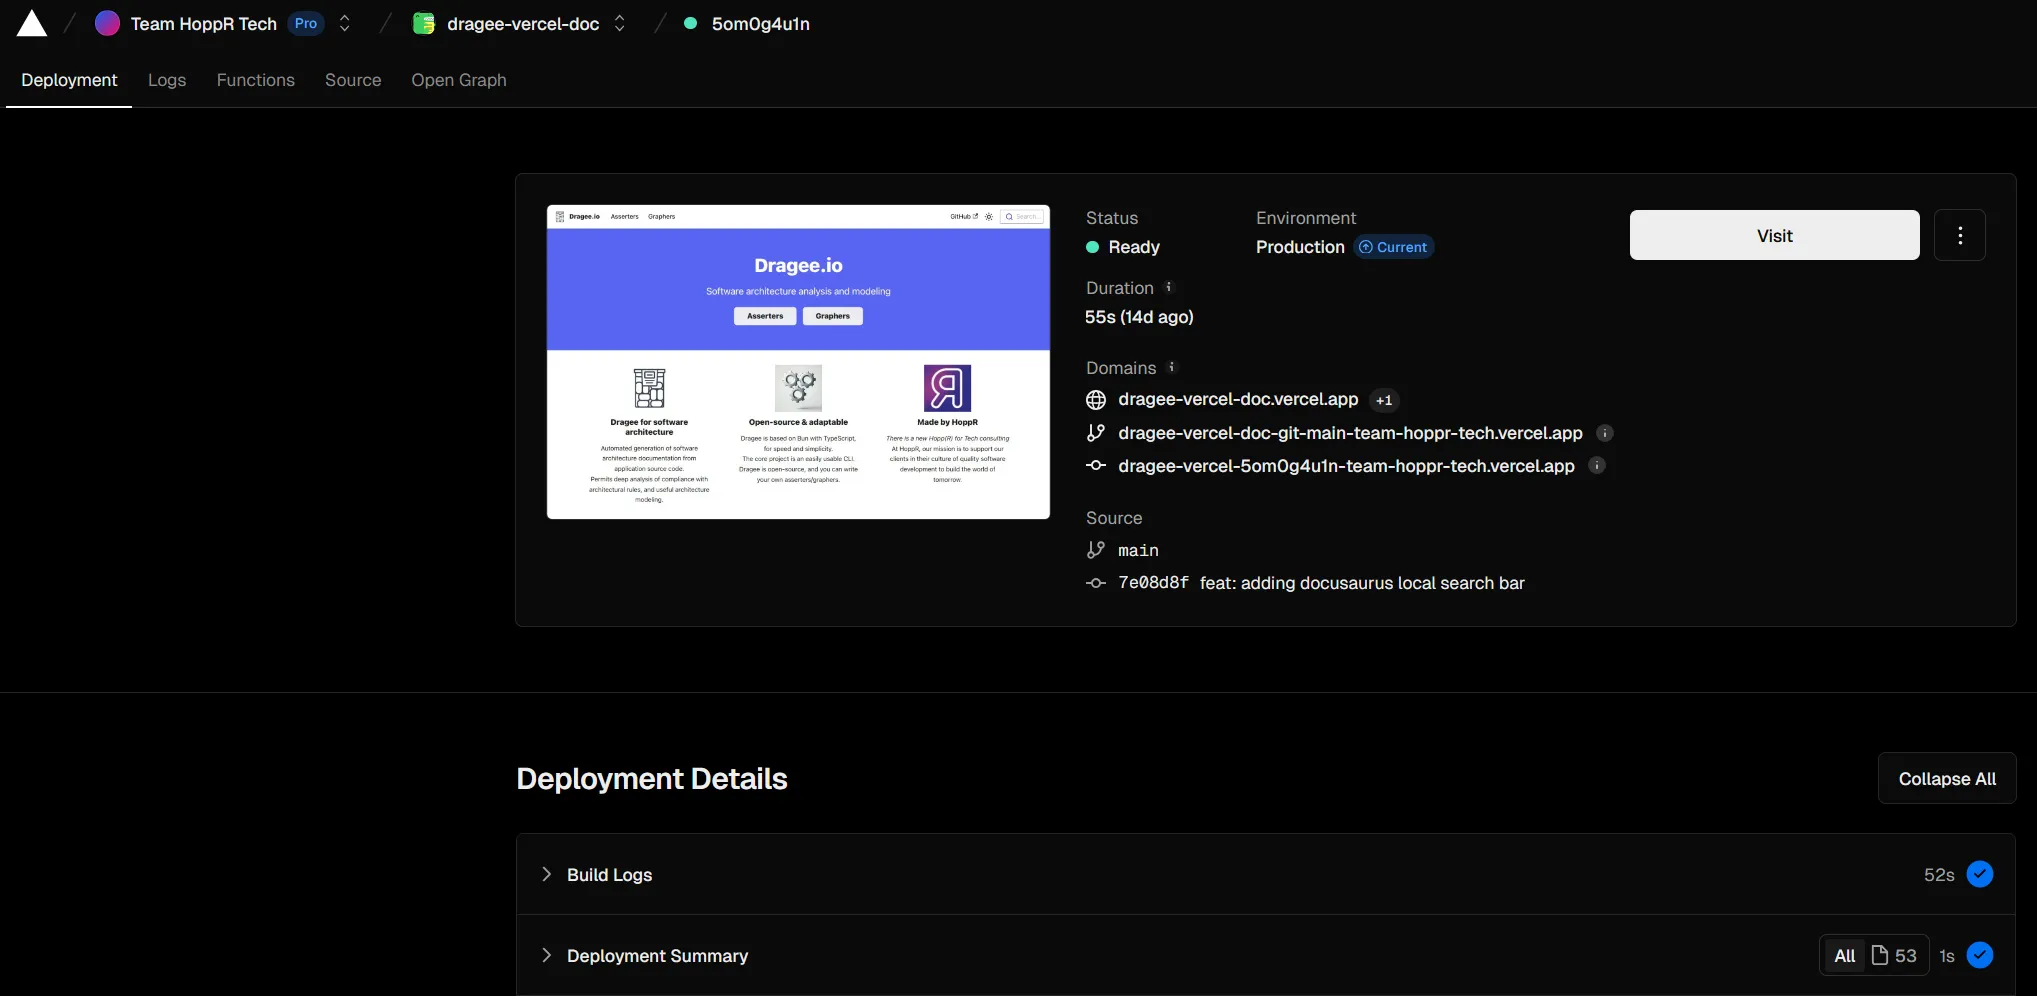 Team HoppR Tech Pro dragee-vercel-doc 5om0g4u1n
Deployment Logs Functions Source Open Graph
Dragee.io Asserters Graphers GitHub Search...
Dragee.io
Software architecture analysis and modeling
Asserters Graphers
Dragee for software
architecture
Automated generation of software
architecture documentation from
application source code.
Permits deep analysis of compliance with
architectural rules, and useful architecture
modeling.
Open-source & adaptable
Dragee is based on Bun with TypeScript,
for speed and simplicity.
The core project is an easily usable CLI.
Dragee is open-source, and you can write
your own asserters/graphers.
Made by HoppR
There is a new Hopp(R) for Tech consulting
At HoppR, our mission is to support our
clients in their culture of quality software
development to build the world of
tomorrow.
Status
Ready
Environment
Production Current
Visit
Duration
55s (14d ago)
Domains
dragee-vercel-doc.vercel.app +1
dragee-vercel-doc-git-main-team-hoppr-tech.vercel.app
dragee-vercel-5om0g4u1n-team-hoppr-tech.vercel.app
Source
main
7e08d8f feat: adding docusaurus local search bar
Deployment Details
Collapse All
Build Logs 52s
Deployment Summary All 53 1s